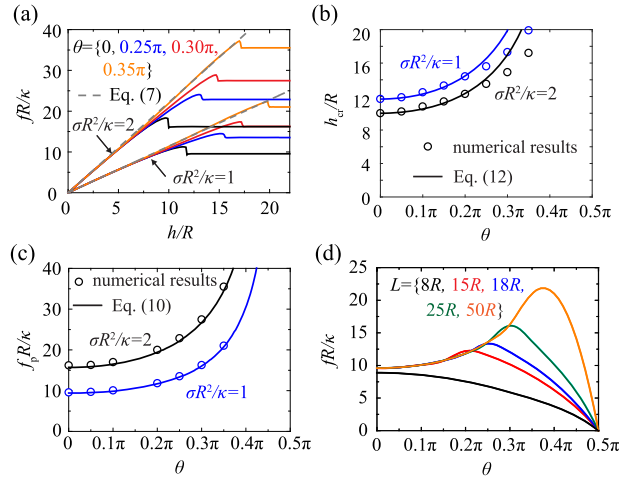 (a)
θ={0, 0.25π, 0.30π,
0.35π}
Eq. (7)
σR²/κ=2
σR²/κ=1
fR/κ
40
30
20
10
0
0 5 10 15 20
h/R
(b)
σR²/κ=1
σR²/κ=2
numerical results
Eq. (12)
h_cr/R
20
16
12
8
4
0
0 0.1π 0.2π 0.3π 0.4π 0.5π
θ
(c)
numerical results
Eq. (10)
σR²/κ=2
σR²/κ=1
f_pR/κ
40
30
20
10
0
0 0.1π 0.2π 0.3π 0.4π 0.5π
θ
(d)
L={8R, 15R, 18R,
25R, 50R}
fR/κ
25
20
15
10
5
0
0 0.1π 0.2π 0.3π 0.4π 0.5π
θ